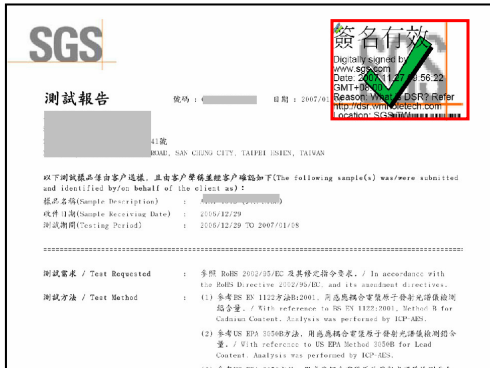 SGS
簽名有效
Digitally signed by
www.sgs.com
Date: 2007.11.27 09:56:22
GMT+08:00
Reason: What is DSR? Refer
Location: SGS
測試報告
號碼 :
日期 : 2007/01
41號
ROAD, SAN CHUNG CITY, TAIPEI HSIEN, TAIWAN
以下測試樣品係由客戶送樣，且由客戶聲稱並經客戶確認如下(The following sample(s) was/were submitted
and identified by/on behalf of the client as) :
樣品名稱(Sample Description) :
收件日期(Sample Receiving Date) : 2006/12/29
測試期間(Testing Period) : 2006/12/29 TO 2007/01/08
測試需求 / Test Requested : 參照 RoHS 2002/95/EC 及其修定指令要求. / In accordance with
the RoHS Directive 2002/95/EC, and its amendment directives.
測試方法 / Test Method : (1) 參考BS EN 1122方法B:2001, 用感應耦合電漿原子發射光譜儀檢測
鎘含量. / With reference to BS EN 1122:2001, Method B for
Cadmium Content. Analysis was performed by ICP-AES.
(2) 參考US EPA 3050B方法, 用感應耦合電漿原子發射光譜儀檢測鉛含
量. / With reference to US EPA Method 3050B for Lead
Content. Analysis was performed by ICP-AES.